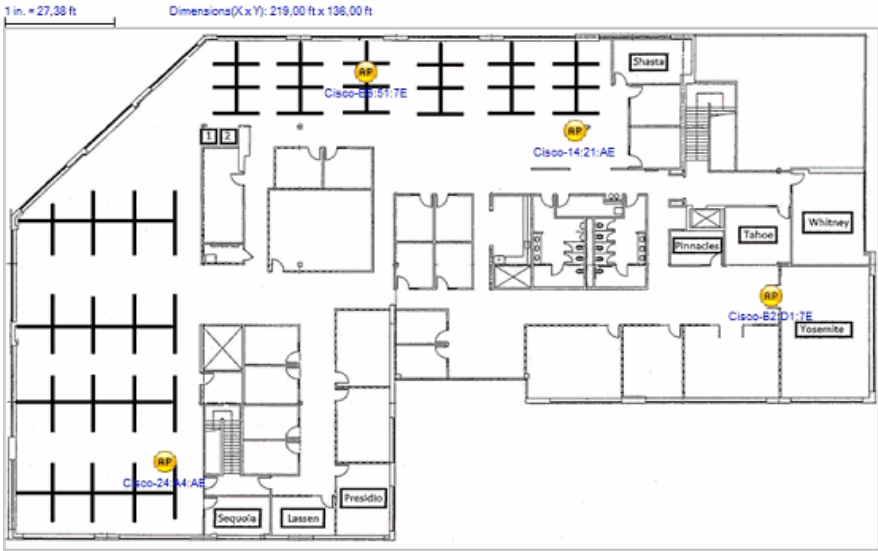 1 in. = 27,38 ft
Dimensions(X x Y): 219,00 ft x 136,00 ft
Shasta
AP
Cisco-B6:51:7E
AP
Cisco-14:21:AE
1 2
Whitney
Tahoe
Pinnacles
AP
Cisco-B2:D1:7E
Yosemite
AP
Cisco-24:A4:AE
Presidio
Sequoia
Lassen